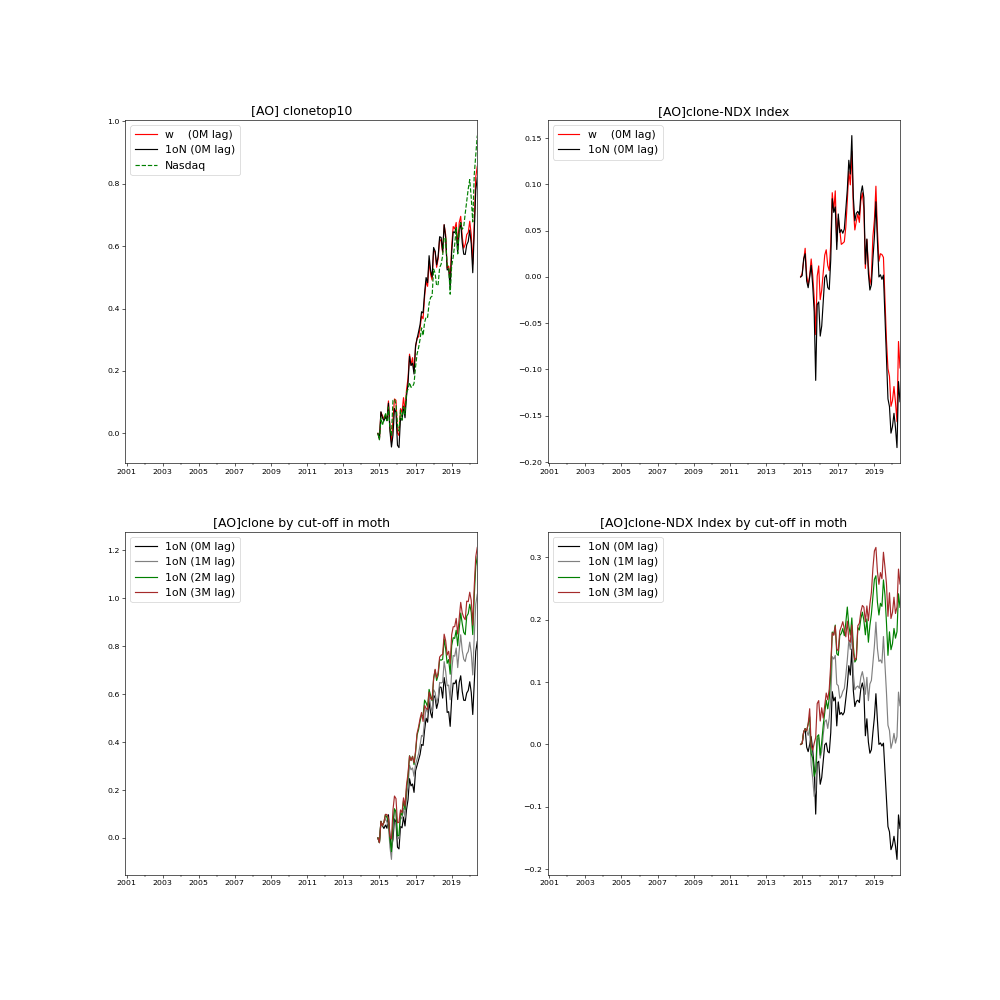 [AO] clonetop10
w    (0M lag)
1oN (0M lag)
Nasdaq
1.0
0.8
0.6
0.4
0.2
0.0
2001 2003 2005 2007 2009 2011 2013 2015 2017 2019
[AO]clone-NDX Index
w    (0M lag)
1oN (0M lag)
0.15
0.10
0.05
0.00
−0.05
−0.10
−0.15
−0.20
2001 2003 2005 2007 2009 2011 2013 2015 2017 2019
[AO]clone by cut-off in moth
1oN (0M lag)
1oN (1M lag)
1oN (2M lag)
1oN (3M lag)
1.2
1.0
0.8
0.6
0.4
0.2
0.0
2001 2003 2005 2007 2009 2011 2013 2015 2017 2019
[AO]clone-NDX Index by cut-off in moth
1oN (0M lag)
1oN (1M lag)
1oN (2M lag)
1oN (3M lag)
0.3
0.2
0.1
0.0
−0.1
−0.2
2001 2003 2005 2007 2009 2011 2013 2015 2017 2019